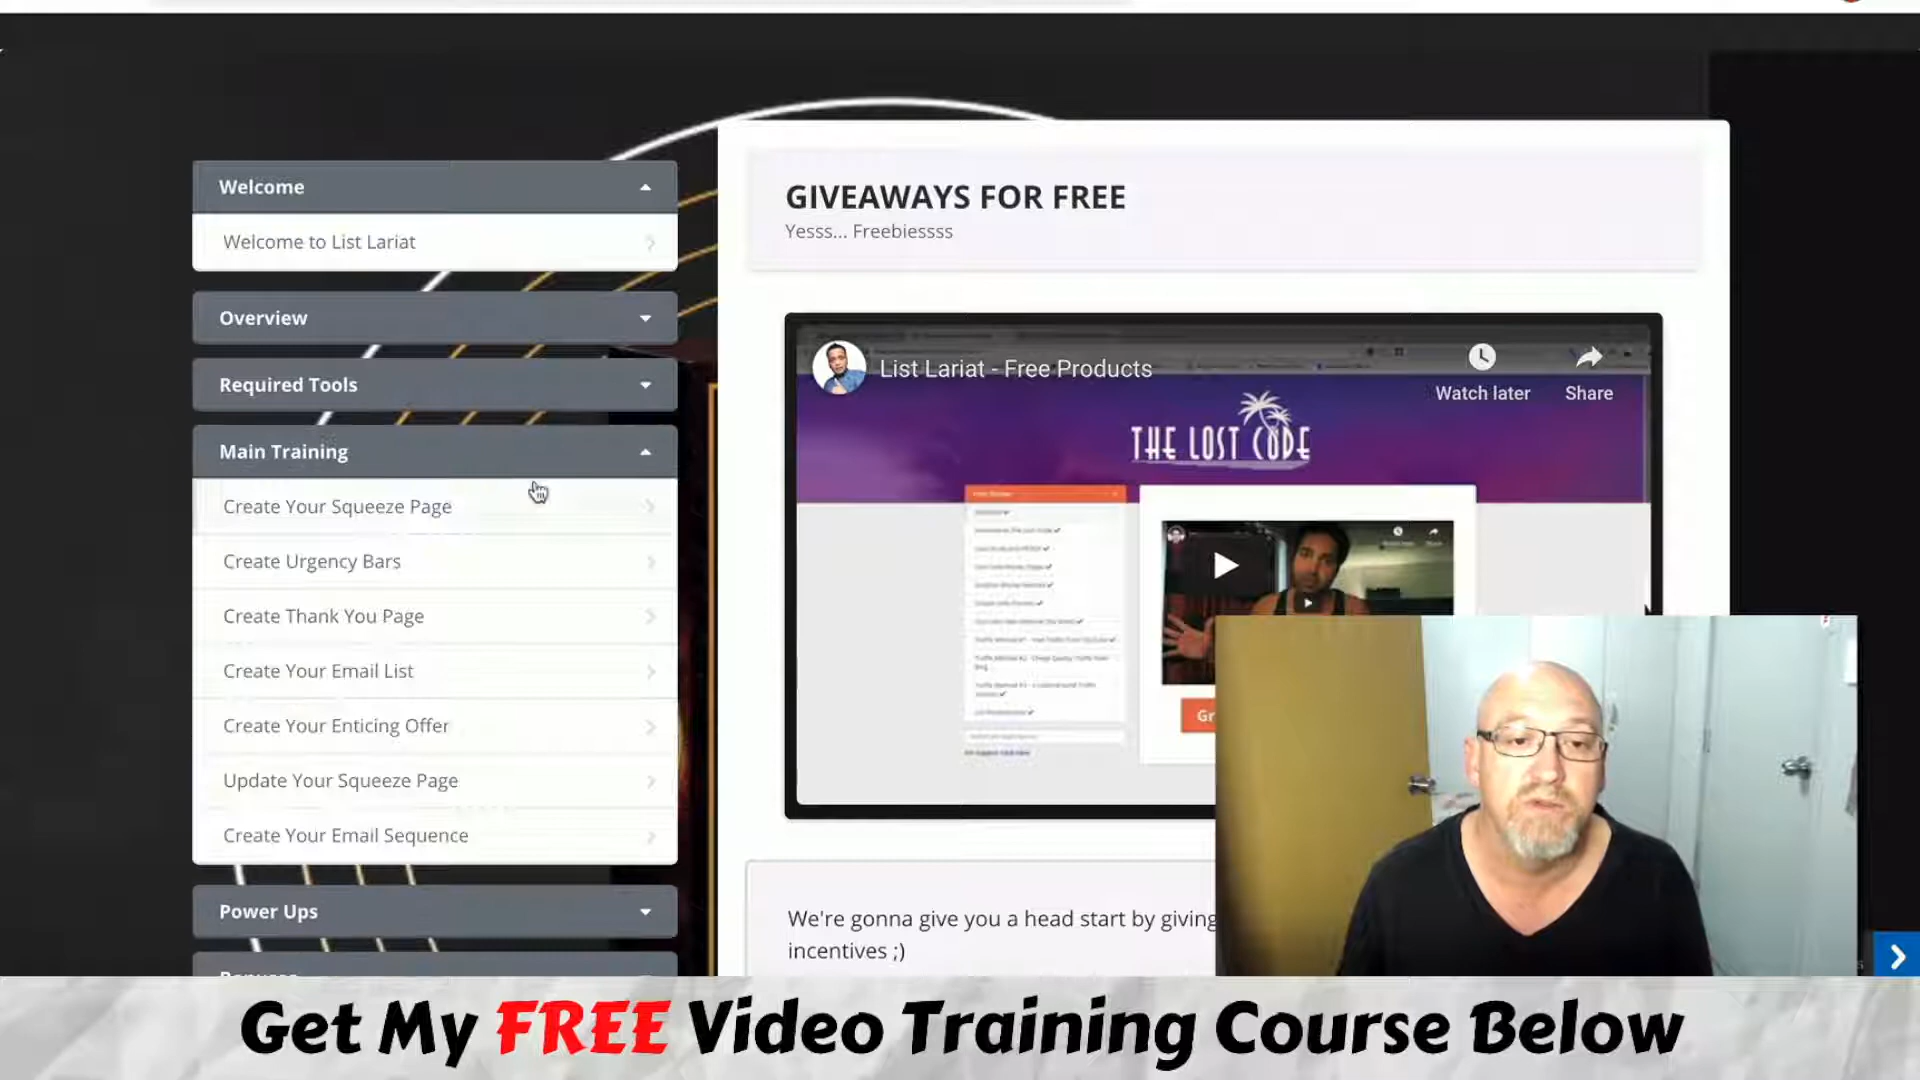 Welcome
Welcome to List Lariat
Overview
Required Tools
Main Training
Create Your Squeeze Page
Create Urgency Bars
Create Thank You Page
Create Your Email List
Create Your Enticing Offer
Update Your Squeeze Page
Create Your Email Sequence
Power Ups
GIVEAWAYS FOR FREE
Yesss... Freebiessss
List Lariat - Free Products
Watch later
Share
THE LOST CODE
Gr
We're gonna give you a head start by giving
incentives ;)
Get My FREE Video Training Course Below